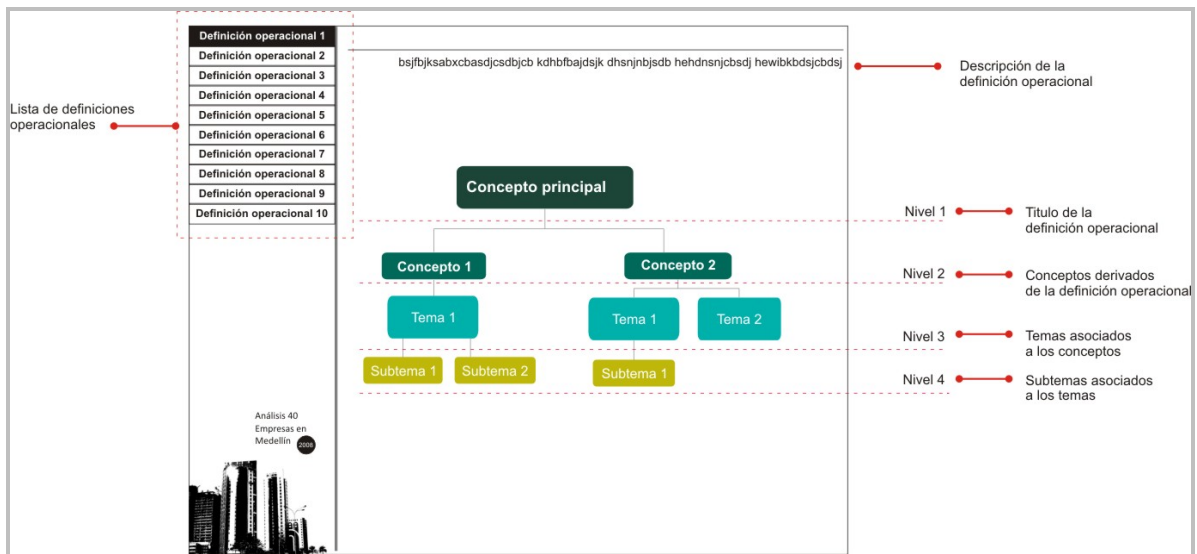 Definición operacional 1
Definición operacional 2
Definición operacional 3
Definición operacional 4
Definición operacional 5
Definición operacional 6
Definición operacional 7
Definición operacional 8
Definición operacional 9
Definición operacional 10
Lista de definiciones
operacionales
bsjfbjksabxcbasdjcsdbjcb kdhbfbajdsjk dhsnjnbjsdb hehdnsnjcbsdj hewibkbdsjcbdsj
Descripción de la
definición operacional
Concepto principal
Nivel 1
Titulo de la
definición operacional
Concepto 1
Concepto 2
Nivel 2
Conceptos derivados
de la definición operacional
Tema 1
Tema 1
Tema 2
Nivel 3
Temas asociados
a los conceptos
Subtema 1
Subtema 2
Subtema 1
Nivel 4
Subtemas asociados
a los temas
Análisis 40
Empresas en
Medellín
2008